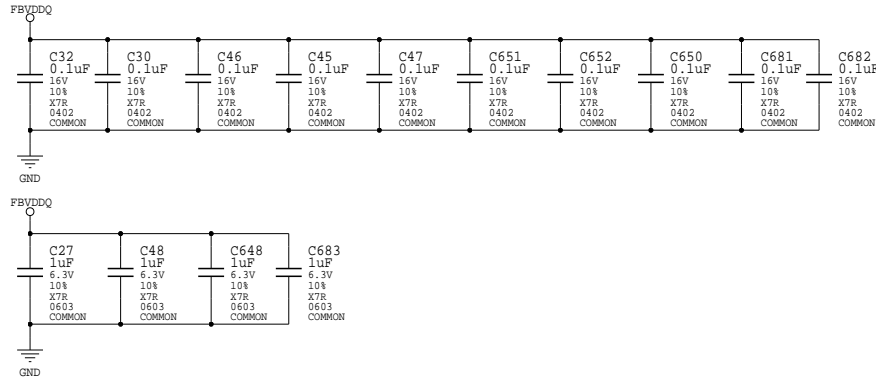 FBVDDQ
C32
0.1uF
16V
10%
X7R
0402
COMMON
C30
0.1uF
16V
10%
X7R
0402
COMMON
C46
0.1uF
16V
10%
X7R
0402
COMMON
C45
0.1uF
16V
10%
X7R
0402
COMMON
C47
0.1uF
16V
10%
X7R
0402
COMMON
C651
0.1uF
16V
10%
X7R
0402
COMMON
C652
0.1uF
16V
10%
X7R
0402
COMMON
C650
0.1uF
16V
10%
X7R
0402
COMMON
C681
0.1uF
16V
10%
X7R
0402
COMMON
C682
0.1uF
16V
10%
X7R
0402
COMMON
GND
FBVDDQ
C27
1uF
6.3V
10%
X7R
0603
COMMON
C48
1uF
6.3V
10%
X7R
0603
COMMON
C648
1uF
6.3V
10%
X7R
0603
COMMON
C683
1uF
6.3V
10%
X7R
0603
COMMON
GND